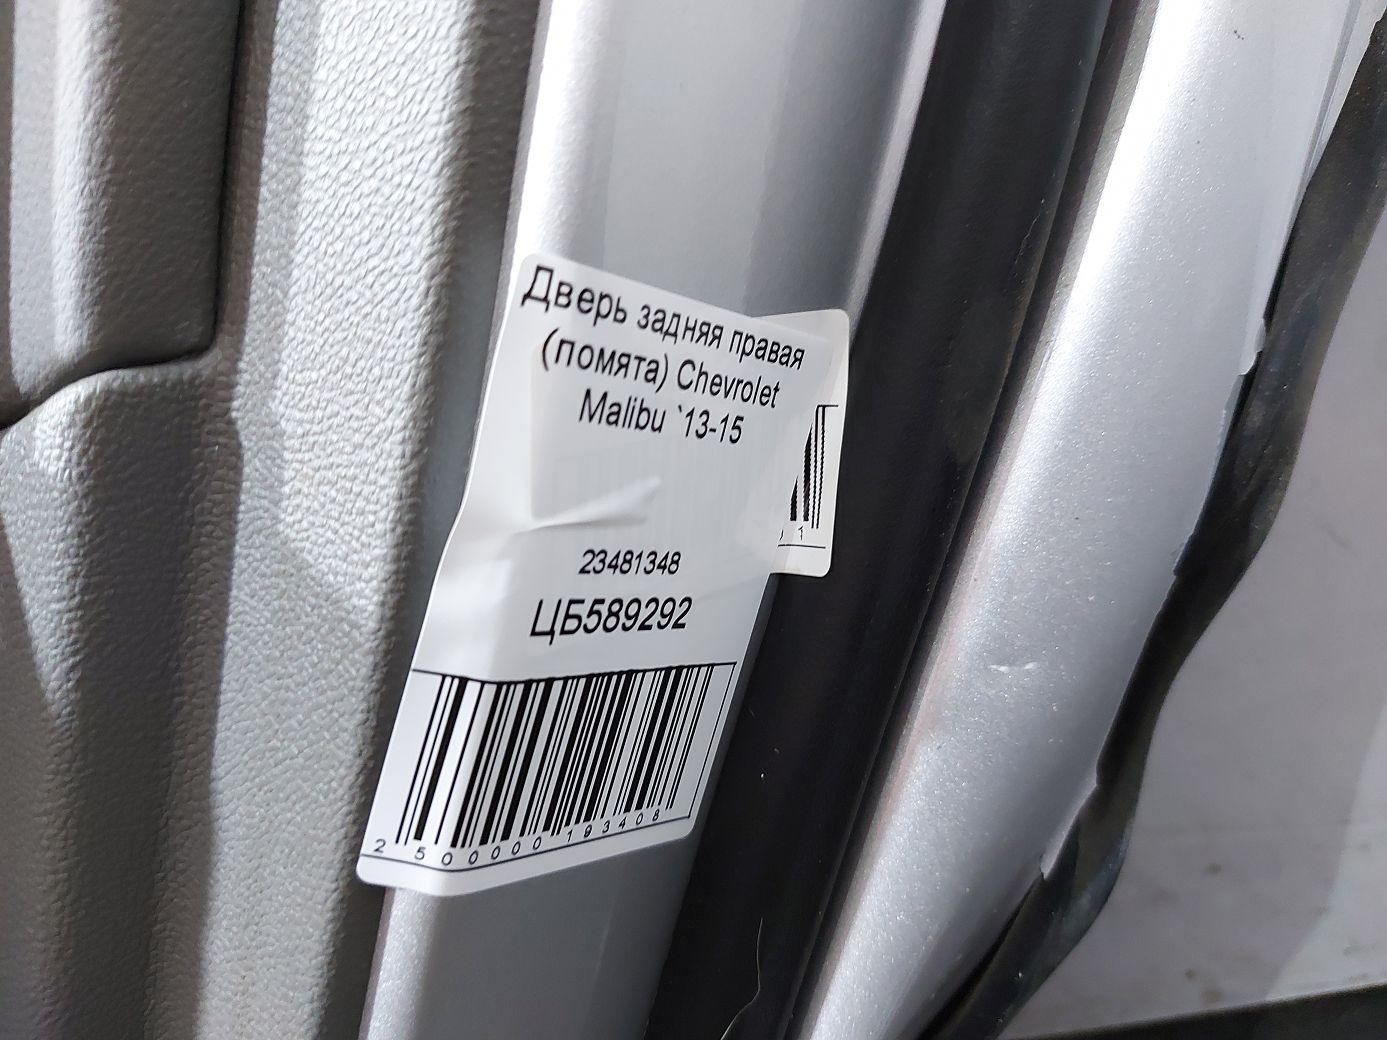 Дверь задняя правая
(помята) Chevrolet
Malibu `13-15
23481348
ЦБ589292
2500000193408